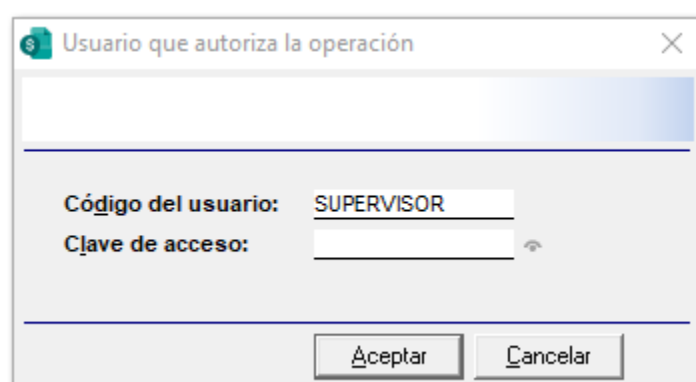 Usuario que autoriza la operación
Código del usuario: SUPERVISOR
Clave de acceso:
Aceptar Cancelar